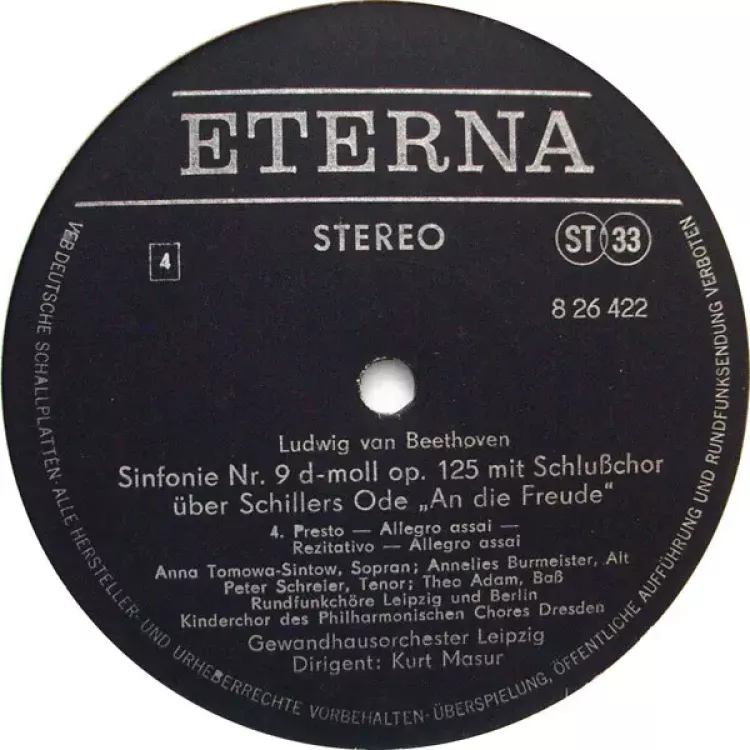 ETERNA
STEREO
ST 33
4
8 26 422
Ludwig van Beethoven
Sinfonie Nr. 9 d-moll op. 125 mit Schlußchor
über Schillers Ode „An die Freude“
4. Presto — Allegro assai —
Rezitativo — Allegro assai
Anna Tomowa-Sintow, Sopran; Annelies Burmeister, Alt
Peter Schreier, Tenor; Theo Adam, Baß
Rundfunkchöre Leipzig und Berlin
Kinderchor des Philharmonischen Chores Dresden
Gewandhausorchester Leipzig
Dirigent: Kurt Masur
VEB DEUTSCHE SCHALLPLATTEN · ALLE HERSTELLER- UND URHEBERRECHTE VORBEHALTEN · ÜBERSPIELUNG, ÖFFENTLICHE AUFFÜHRUNG UND RUNDFUNKSENDUNG VERBOTEN